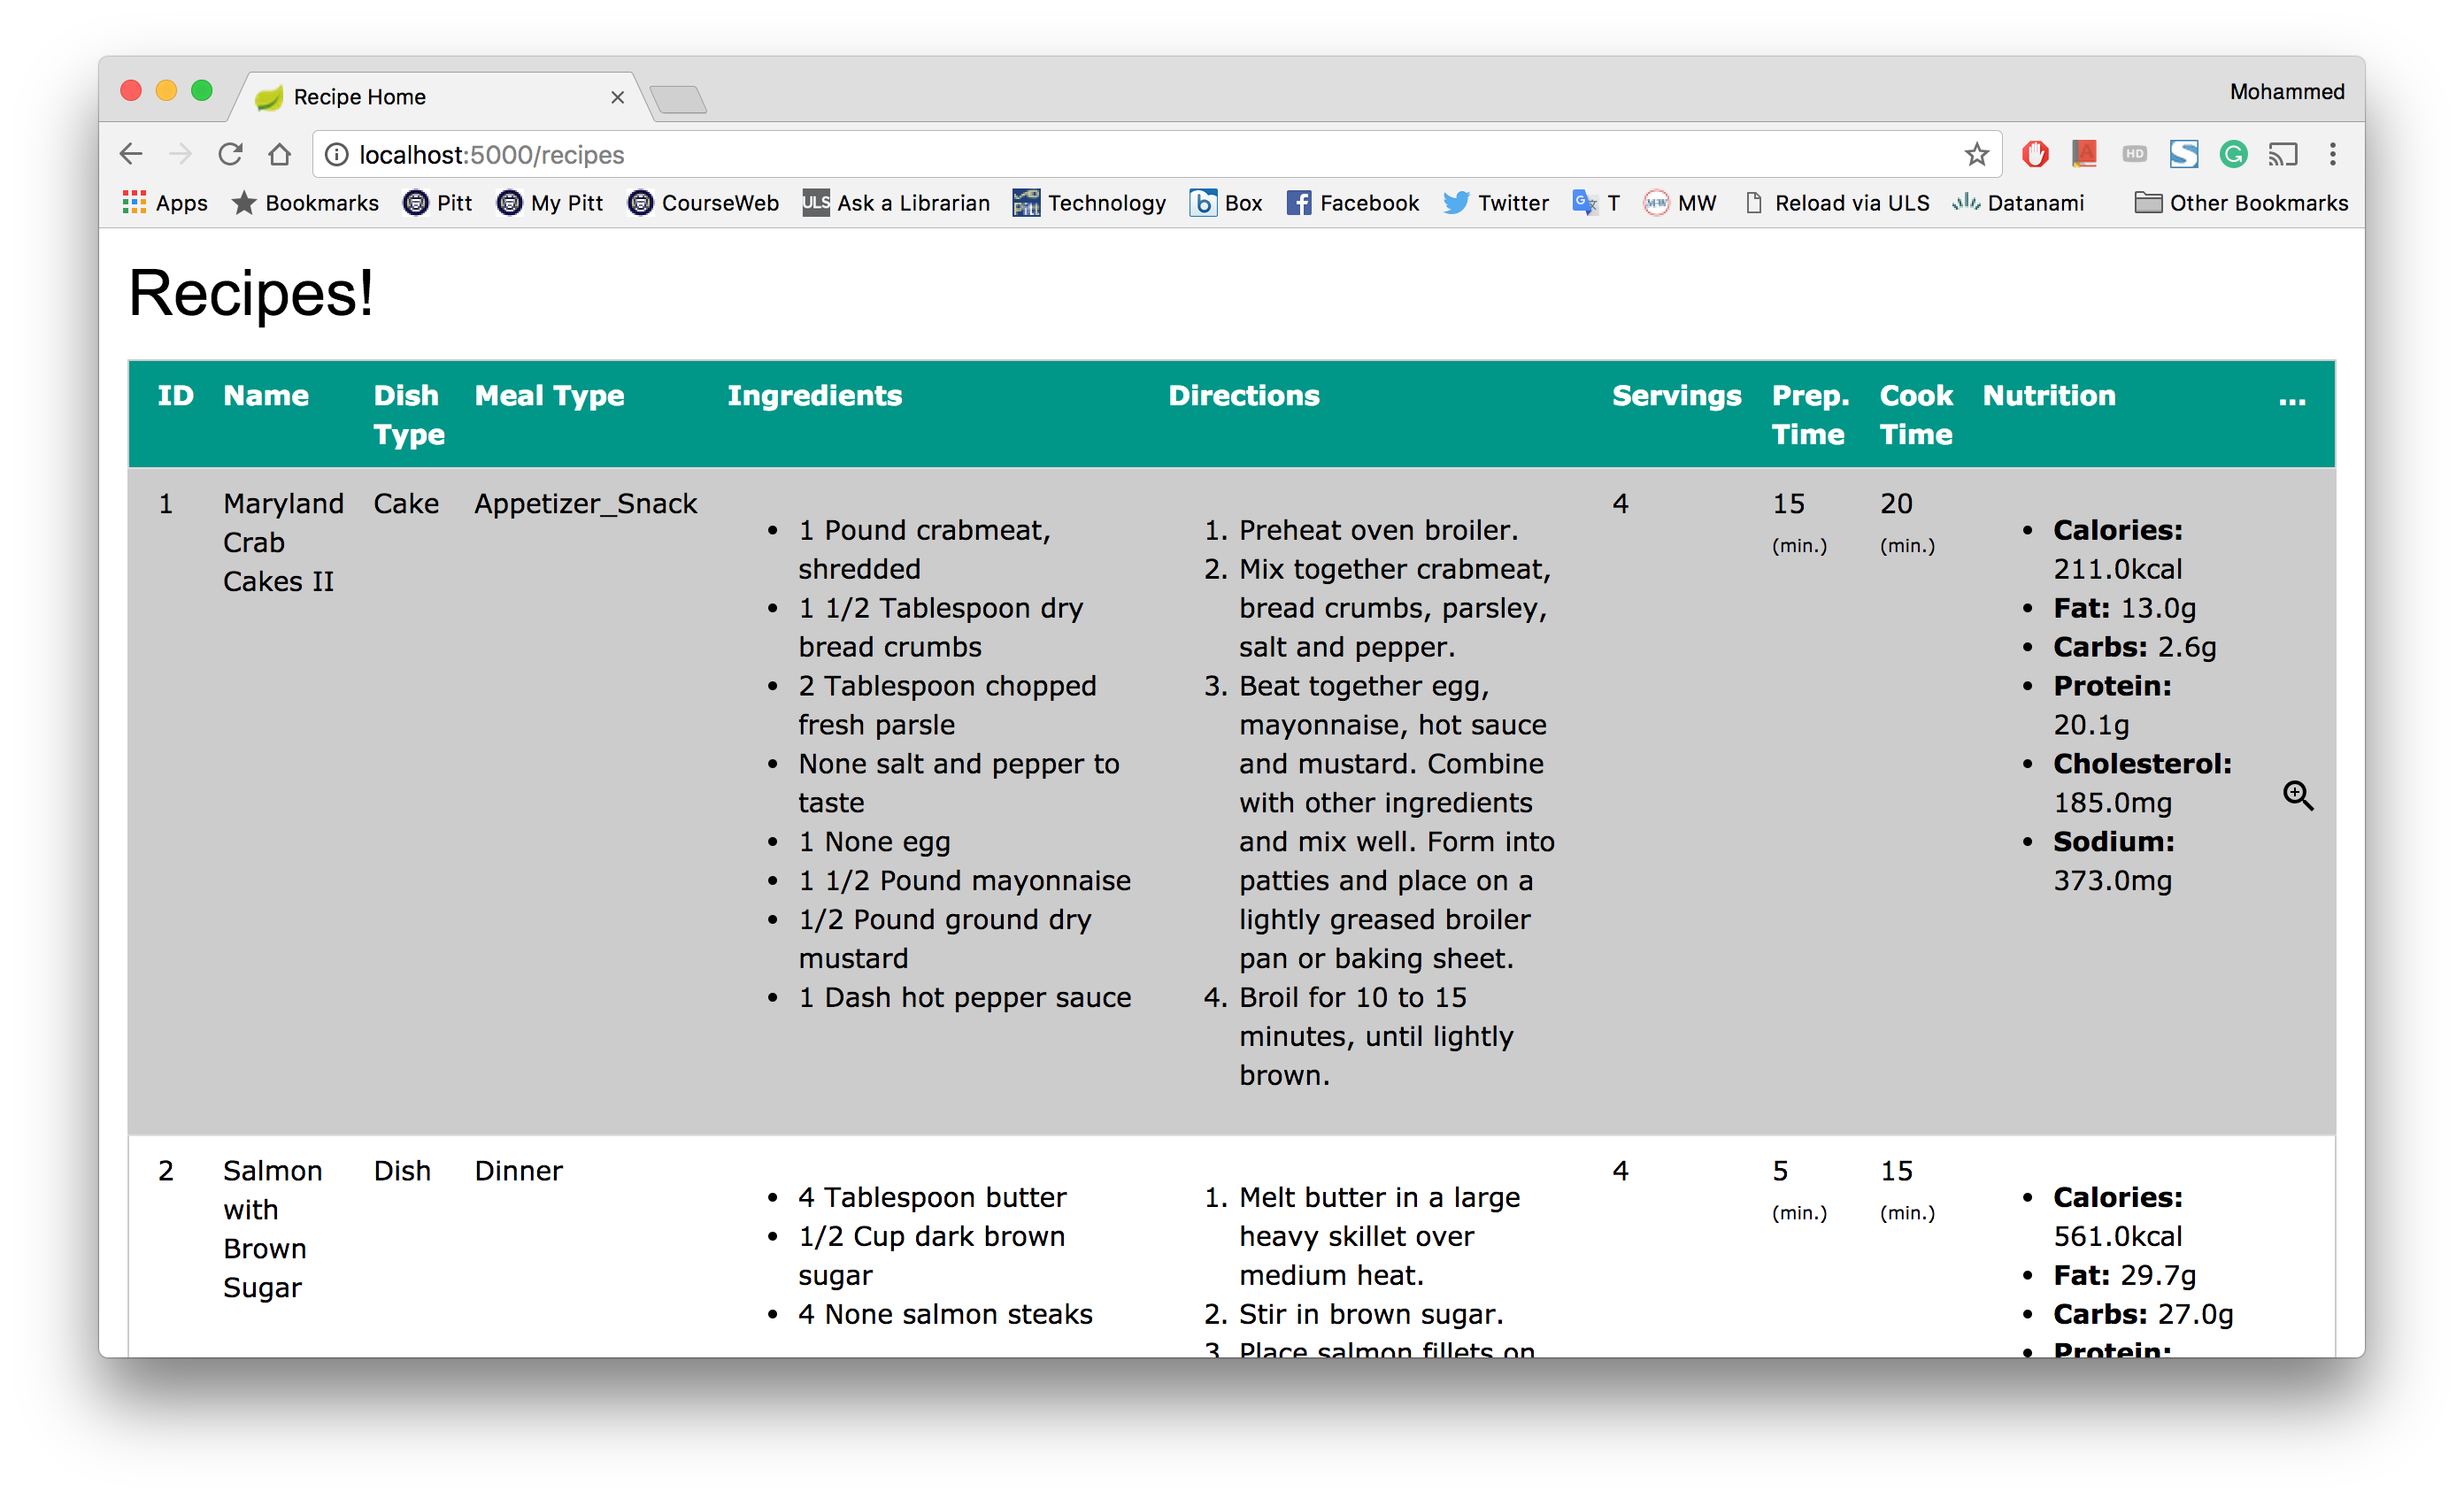 Recipe Home
Mohammed
localhost:5000/recipes
HD
Apps Bookmarks Pitt My Pitt CourseWeb ULS Ask a Librarian Pitt Technology b Box Facebook Twitter T MW Reload via ULS Datanami Other Bookmarks
Recipes!
ID Name Dish Type Meal Type Ingredients Directions Servings Prep. Time Cook Time Nutrition ...
1
Maryland
Crab
Cakes II
Cake
Appetizer_Snack
1 Pound crabmeat,
shredded
1 1/2 Tablespoon dry
bread crumbs
2 Tablespoon chopped
fresh parsle
None salt and pepper to
taste
1 None egg
1 1/2 Pound mayonnaise
1/2 Pound ground dry
mustard
1 Dash hot pepper sauce
1. Preheat oven broiler.
2. Mix together crabmeat,
bread crumbs, parsley,
salt and pepper.
3. Beat together egg,
mayonnaise, hot sauce
and mustard. Combine
with other ingredients
and mix well. Form into
patties and place on a
lightly greased broiler
pan or baking sheet.
4. Broil for 10 to 15
minutes, until lightly
brown.
4
15
(min.)
20
(min.)
Calories:
211.0kcal
Fat: 13.0g
Carbs: 2.6g
Protein:
20.1g
Cholesterol:
185.0mg
Sodium:
373.0mg
2
Salmon
with
Brown
Sugar
Dish
Dinner
4 Tablespoon butter
1/2 Cup dark brown
sugar
4 None salmon steaks
1. Melt butter in a large
heavy skillet over
medium heat.
2. Stir in brown sugar.
3. Place salmon fillets on
4
5
(min.)
15
(min.)
Calories:
561.0kcal
Fat: 29.7g
Carbs: 27.0g
Protein: